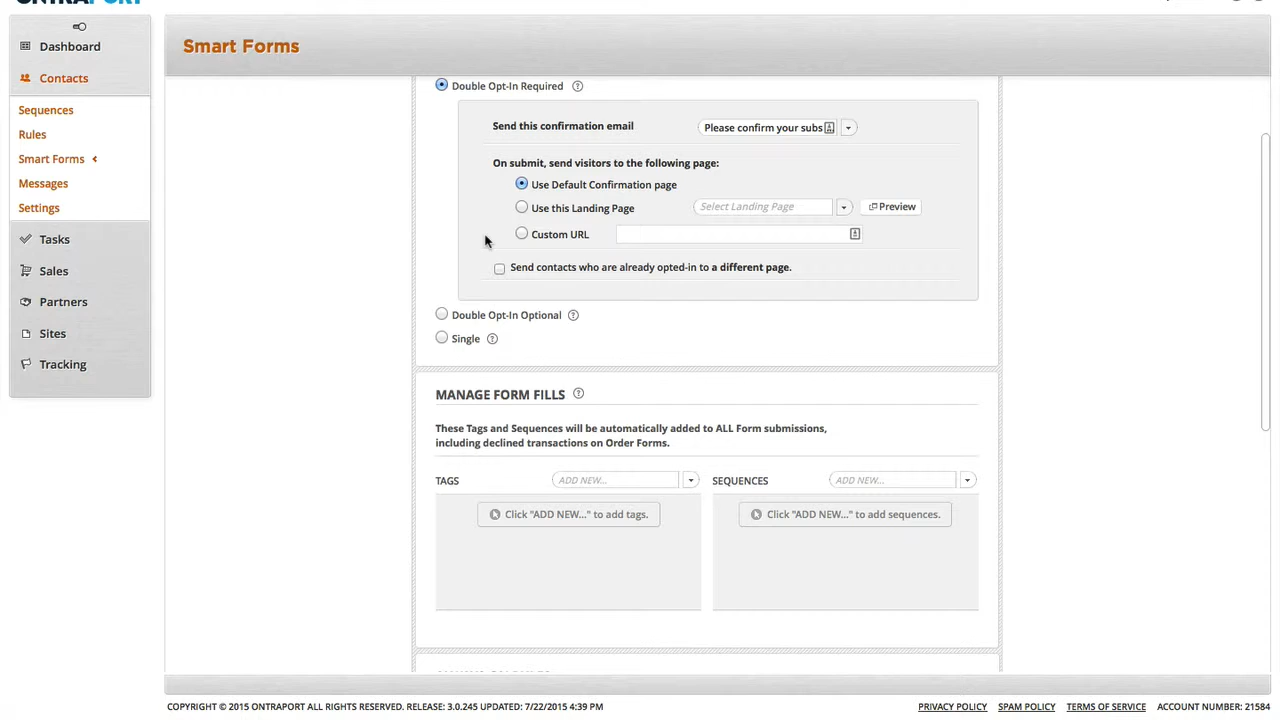 ONTRAPORT
Dashboard
Contacts
Sequences
Rules
Smart Forms
Messages
Settings
Tasks
Sales
Partners
Sites
Tracking
Smart Forms
Double Opt-In Required ?
Send this confirmation email Please confirm your subs
On submit, send visitors to the following page:
Use Default Confirmation page
Use this Landing Page Select Landing Page Preview
Custom URL
Send contacts who are already opted-in to a different page.
Double Opt-In Optional ?
Single ?
MANAGE FORM FILLS ?
These Tags and Sequences will be automatically added to ALL Form submissions,
including declined transactions on Order Forms.
TAGS ADD NEW... SEQUENCES ADD NEW...
Click "ADD NEW..." to add tags. Click "ADD NEW..." to add sequences.
COPYRIGHT © 2015 ONTRAPORT ALL RIGHTS RESERVED. RELEASE: 3.0.245 UPDATED: 7/22/2015 4:39 PM PRIVACY POLICY SPAM POLICY TERMS OF SERVICE ACCOUNT NUMBER: 21584